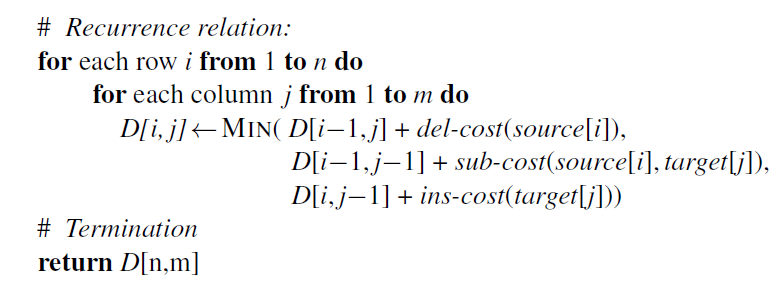 # Recurrence relation:
for each row i from 1 to n do
for each column j from 1 to m do
D[i, j]←MIN( D[i−1,j] + del-cost(source[i]),
D[i−1,j−1] + sub-cost(source[i], target[j]),
D[i,j−1] + ins-cost(target[j]))
# Termination
return D[n,m]